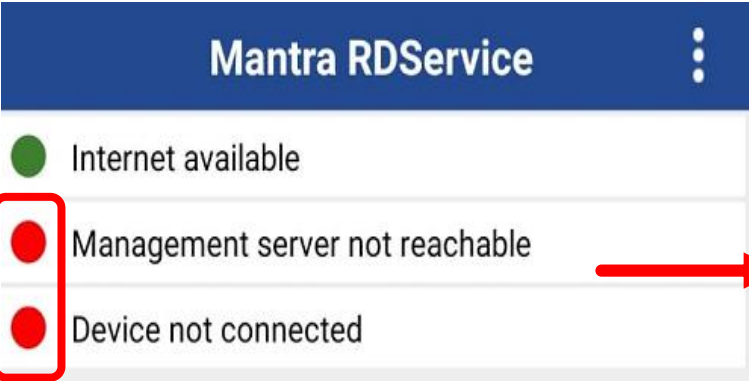 Mantra RDService
Internet available
Management server not reachable
Device not connected